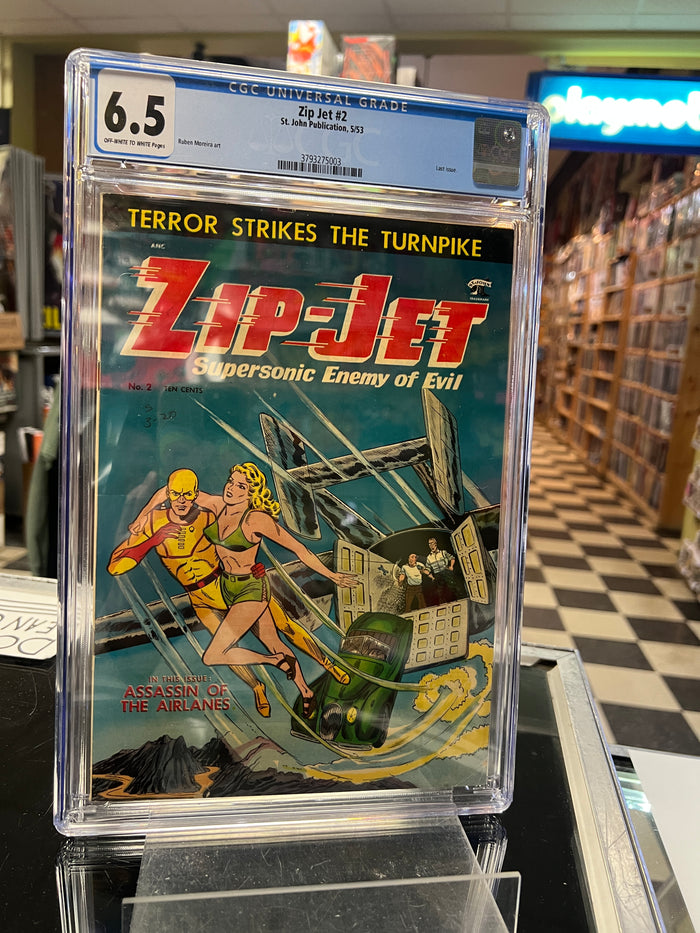 playmobil
CGC UNIVERSAL GRADE
6.5
OFF-WHITE TO WHITE Pages
Zip Jet #2
St. John Publication, 5/53
Ruben Moreira art
Last issue.
3793275003
TERROR STRIKES THE TURNPIKE
ANC
ZIP-JET
Supersonic Enemy of Evil
No. 2 TEN CENTS
IN THIS ISSUE:
ASSASSIN OF
THE AIRLANES